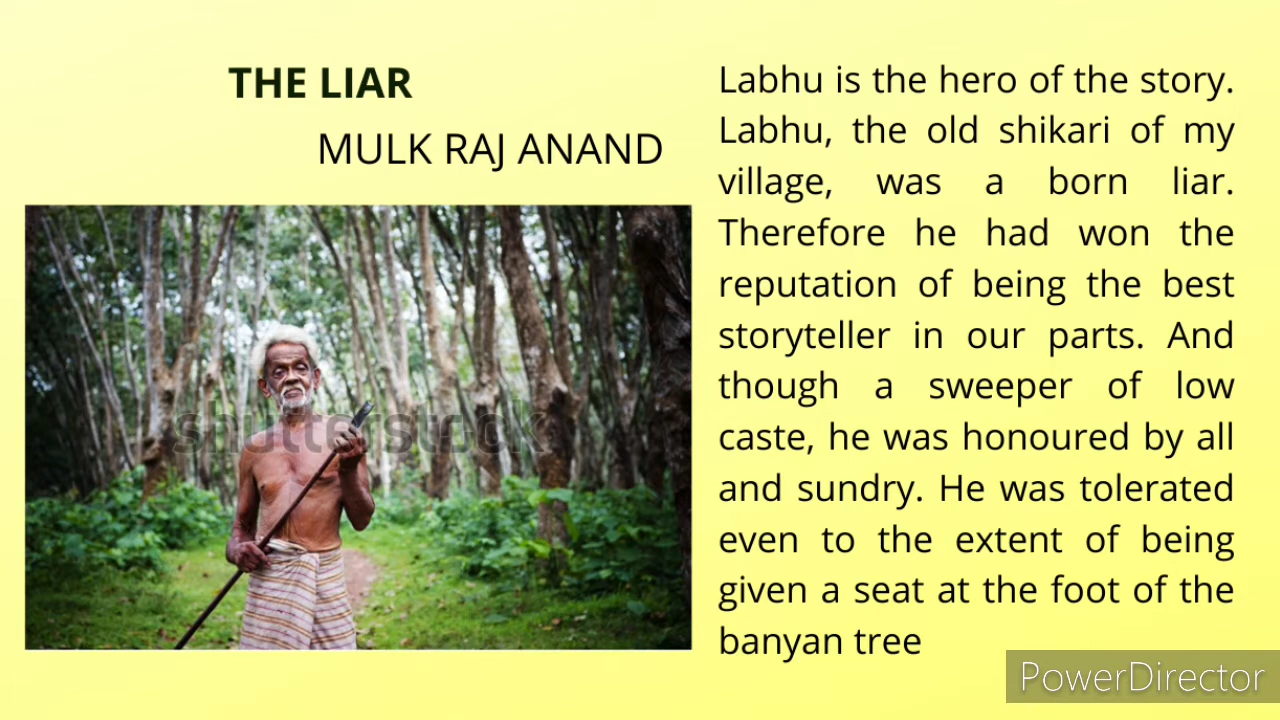 THE LIAR
MULK RAJ ANAND
shutterstock
Labhu is the hero of the story.
Labhu, the old shikari of my
village, was a born liar.
Therefore he had won the
reputation of being the best
storyteller in our parts. And
though a sweeper of low
caste, he was honoured by all
and sundry. He was tolerated
even to the extent of being
given a seat at the foot of the
banyan tree
PowerDirector